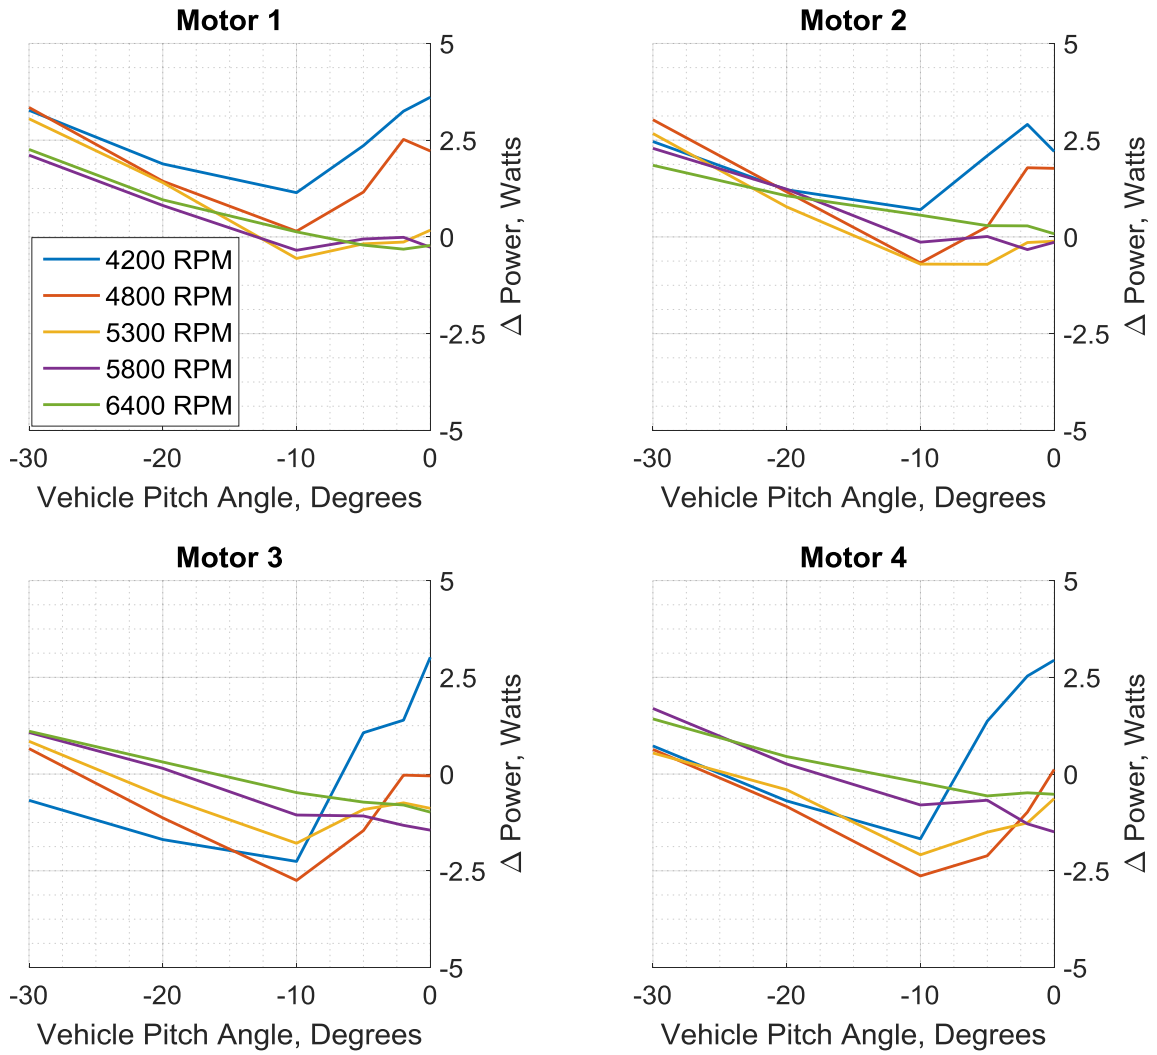 Motor 1
5
2.5
0
-2.5
-5
Δ Power, Watts
4200 RPM
4800 RPM
5300 RPM
5800 RPM
6400 RPM
-30 -20 -10 0
Vehicle Pitch Angle, Degrees
Motor 2
5
2.5
0
-2.5
-5
Δ Power, Watts
-30 -20 -10 0
Vehicle Pitch Angle, Degrees
Motor 3
5
2.5
0
-2.5
-5
Δ Power, Watts
-30 -20 -10 0
Vehicle Pitch Angle, Degrees
Motor 4
5
2.5
0
-2.5
-5
Δ Power, Watts
-30 -20 -10 0
Vehicle Pitch Angle, Degrees